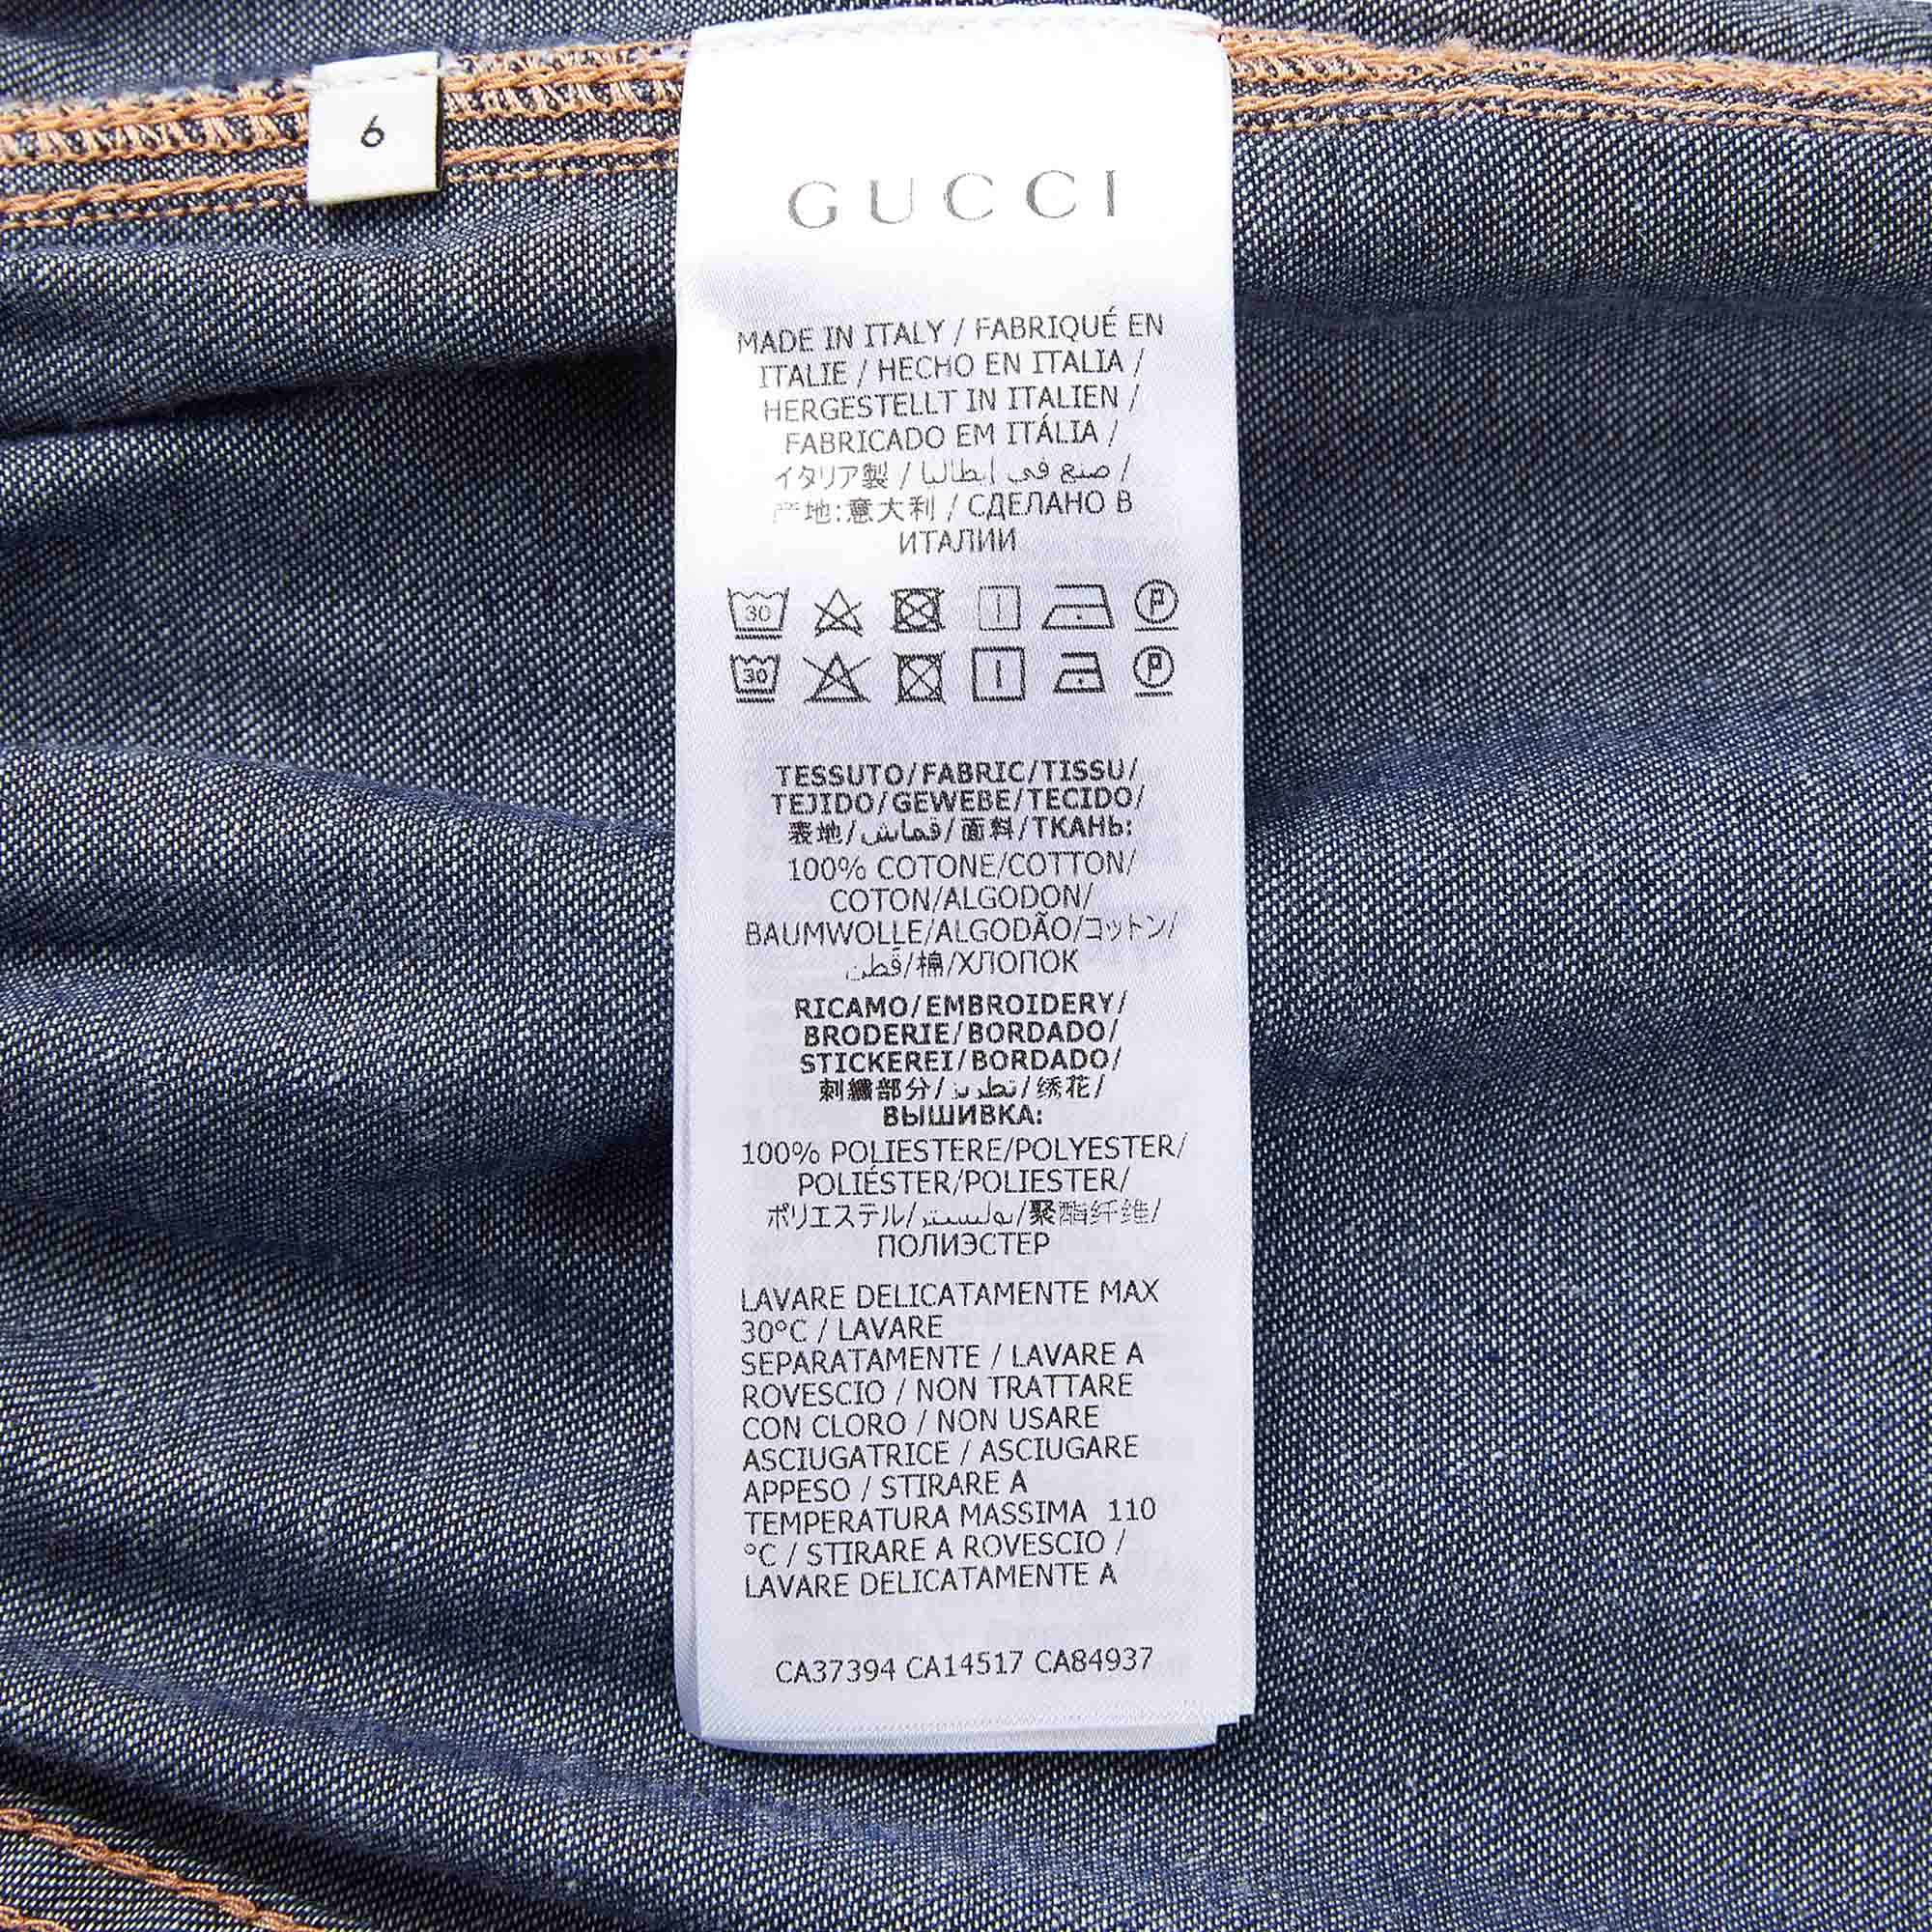 6
GUCCI
MADE IN ITALY / FABRIQUÉ EN
ITALIE / HECHO EN ITALIA /
HERGESTELLT IN ITALIEN /
FABRICADO EM ITÁLIA /
イタリア製 / صنع في إيطاليا /
产地:意大利 / СДЕЛАНО В
ИТАЛИИ
30 P
30 P
TESSUTO/FABRIC/TISSU/
TEJIDO/GEWEBE/TECIDO/
表地/قماش/面料/ТКАНЬ:
100% COTONE/COTTON/
COTON/ALGODON/
BAUMWOLLE/ALGODÃO/コットン/
قطن/棉/ХЛОПОК
RICAMO/EMBROIDERY/
BRODERIE/BORDADO/
STICKEREI/BORDADO/
刺繍部分/تطريز/绣花/
ВЫШИВКА:
100% POLIESTERE/POLYESTER/
POLIÉSTER/POLIESTER/
ポリエステル/بوليستر/聚酯纤维/
ПОЛИЭСТЕР
LAVARE DELICATAMENTE MAX
30°C / LAVARE
SEPARATAMENTE / LAVARE A
ROVESCIO / NON TRATTARE
CON CLORO / NON USARE
ASCIUGATRICE / ASCIUGARE
APPESO / STIRARE A
TEMPERATURA MASSIMA 110
°C / STIRARE A ROVESCIO /
LAVARE DELICATAMENTE A
CA37394 CA14517 CA84937